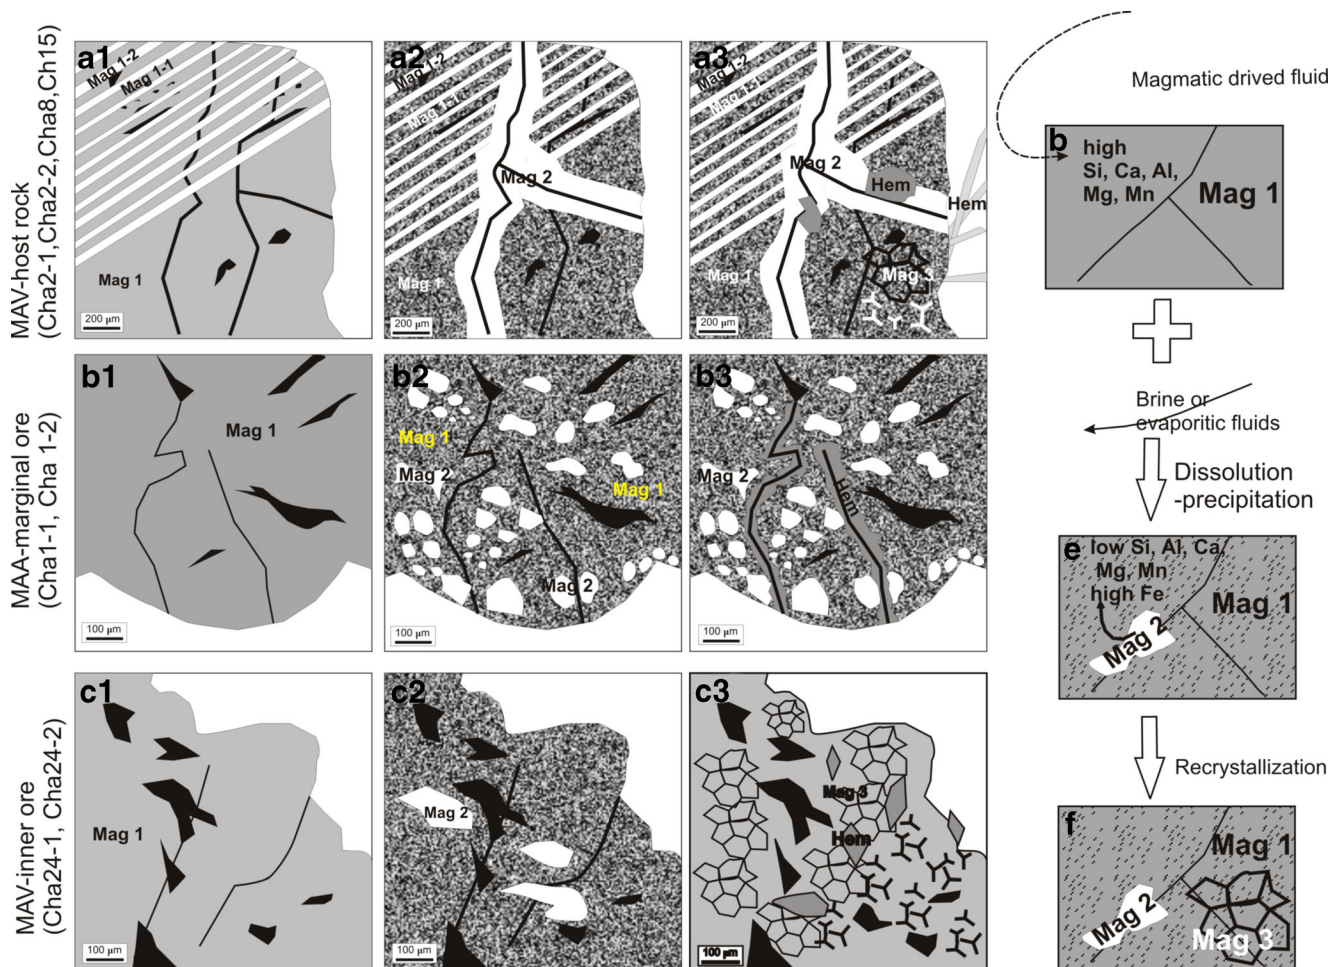 MAV-host rock
(Cha2-1,Cha2-2,Cha8,Ch15)
a1
Mag 1-2
Mag 1-1
Mag 1
200 µm
a2
Mag 1-2
Mag 2
Mag 1
200 µm
a3
Mag 1-2
Mag 1-1
Mag 2
Hem
Hem
Mag 1
Mag 3
200 µm
MAA-marginal ore
(Cha1-1, Cha 1-2)
b1
Mag 1
100 µm
b2
Mag 1
Mag 2
Mag 1
Mag 2
100 µm
b3
Mag 2
Hem
100 µm
MAV-inner ore
(Cha24-1, Cha24-2)
c1
Mag 1
100 µm
c2
Mag 2
100 µm
c3
Mag 3
Hem
100 µm
Magmatic drived fluid
b
high
Si, Ca, Al,
Mg, Mn
Mag 1
Brine or
evaporitic fluids
Dissolution
-precipitation
e
low Si, Al, Ca,
Mg, Mn
high Fe
Mag 1
Mag 2
Recrystallization
f
Mag 1
Mag 2
Mag 3